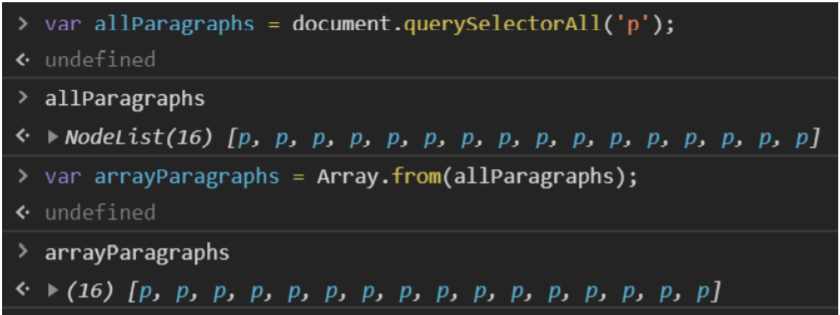 > var allParagraphs = document.querySelectorAll('p');
<· undefined
> allParagraphs
<· ▶ NodeList(16) [p, p, p, p, p, p, p, p, p, p, p, p, p, p, p, p]
> var arrayParagraphs = Array.from(allParagraphs);
<· undefined
> arrayParagraphs
<· ▶ (16) [p, p, p, p, p, p, p, p, p, p, p, p, p, p, p, p]